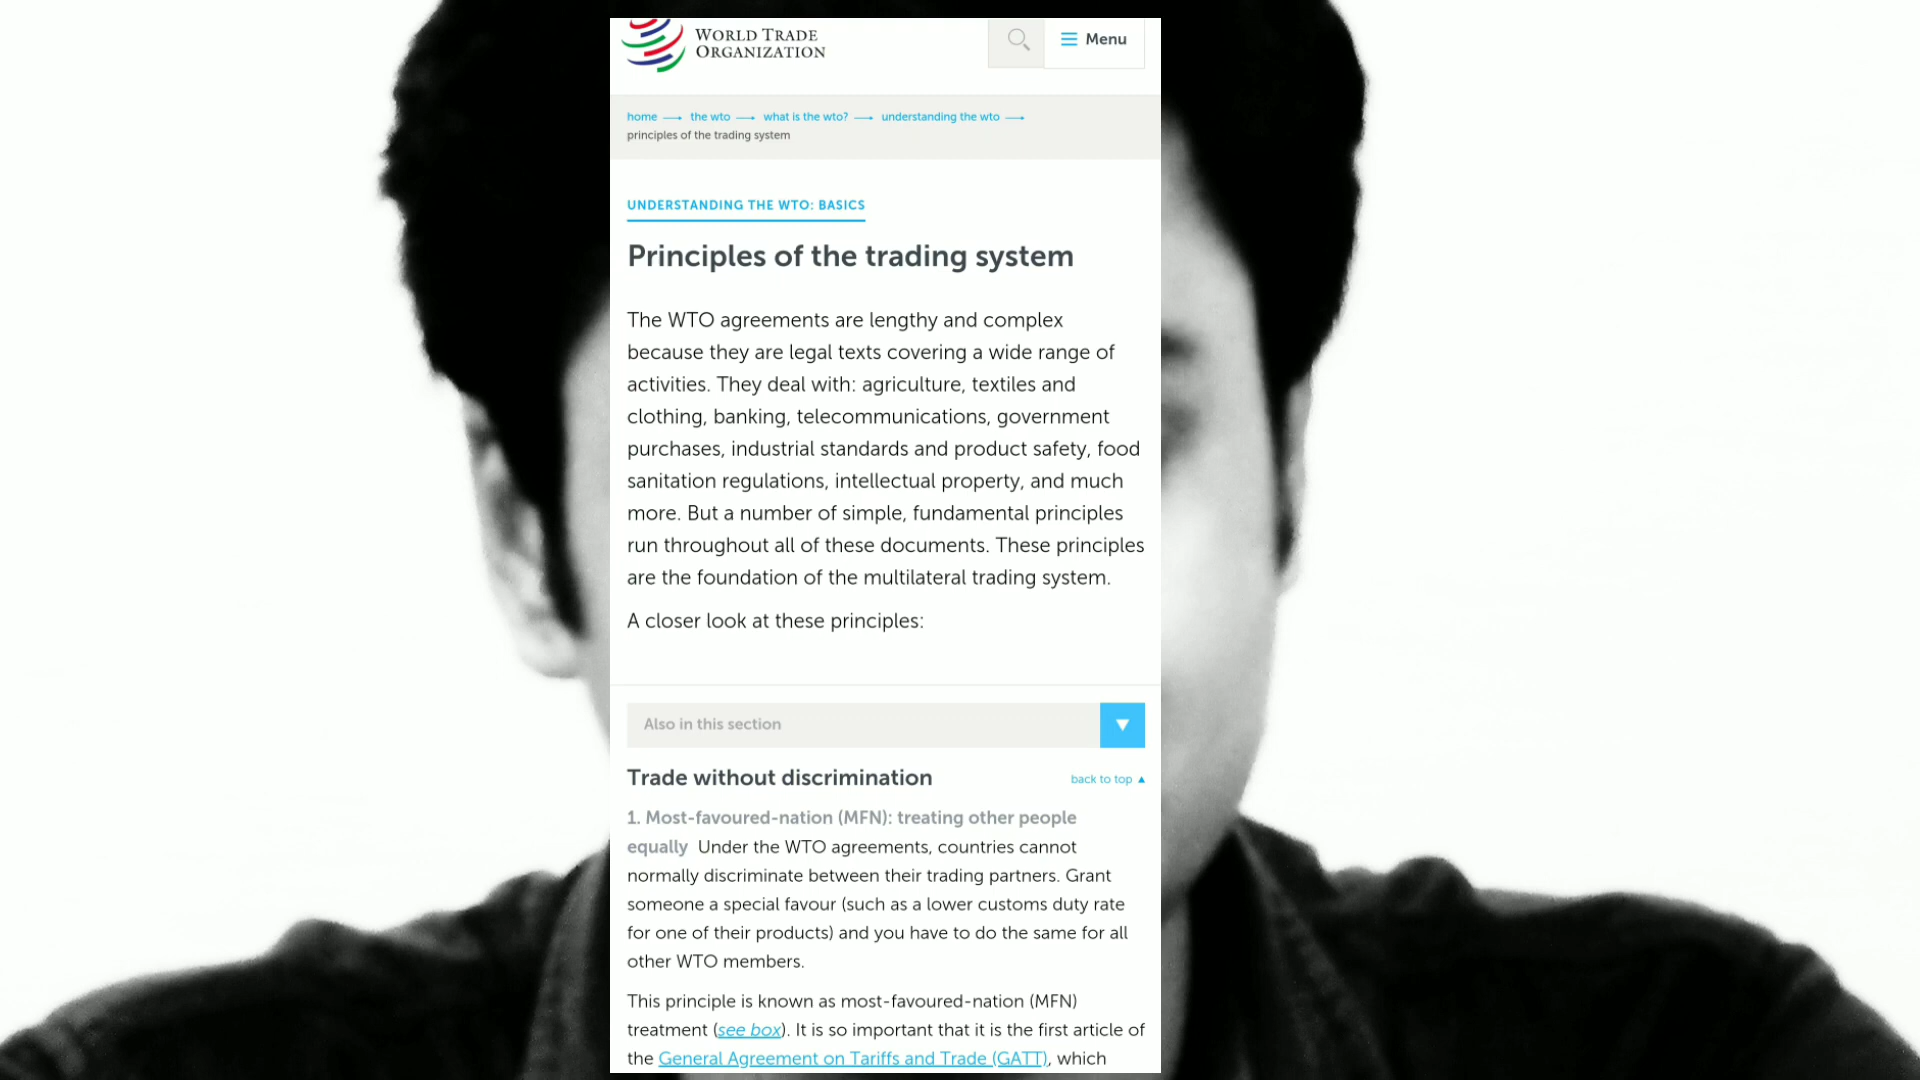 WORLD TRADE
ORGANIZATION
Menu
home → the wto → what is the wto? → understanding the wto →
principles of the trading system
UNDERSTANDING THE WTO: BASICS
Principles of the trading system
The WTO agreements are lengthy and complex
because they are legal texts covering a wide range of
activities. They deal with: agriculture, textiles and
clothing, banking, telecommunications, government
purchases, industrial standards and product safety, food
sanitation regulations, intellectual property, and much
more. But a number of simple, fundamental principles
run throughout all of these documents. These principles
are the foundation of the multilateral trading system.
A closer look at these principles:
Also in this section
Trade without discrimination
back to top ▲
1. Most-favoured-nation (MFN): treating other people
equally Under the WTO agreements, countries cannot
normally discriminate between their trading partners. Grant
someone a special favour (such as a lower customs duty rate
for one of their products) and you have to do the same for all
other WTO members.
This principle is known as most-favoured-nation (MFN)
treatment (see box). It is so important that it is the first article of
the General Agreement on Tariffs and Trade (GATT), which